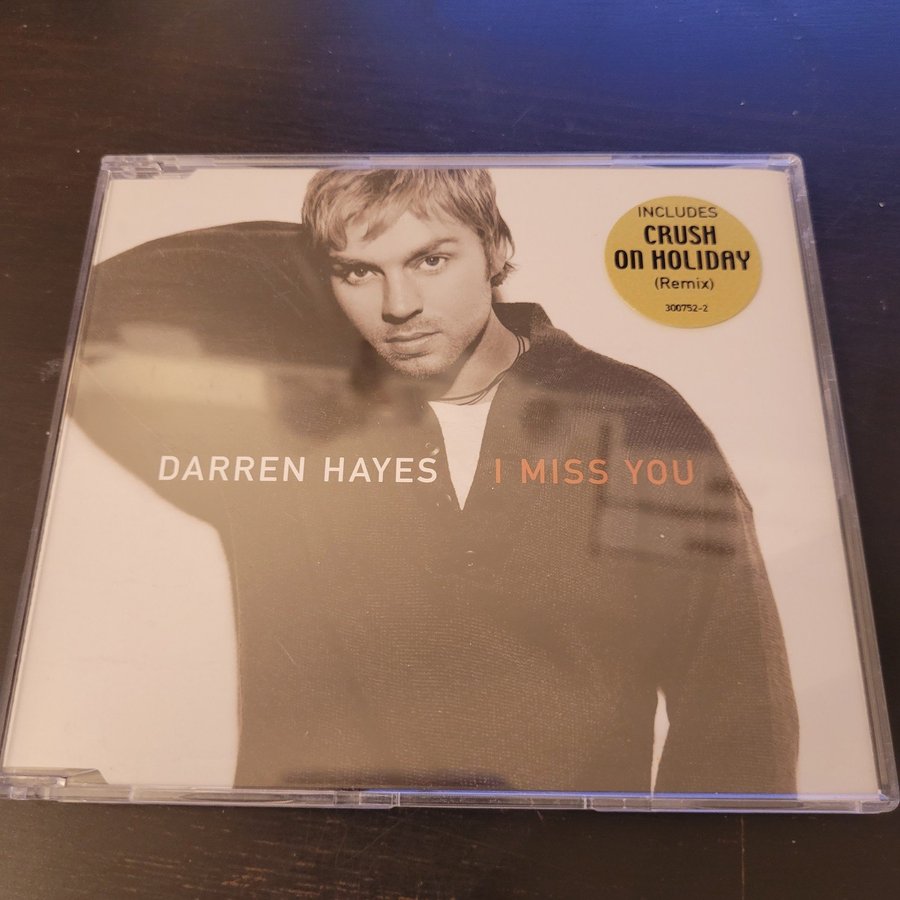 INCLUDES
CRUSH
ON HOLIDAY
(Remix)
300752-2
DARREN HAYES I MISS YOU